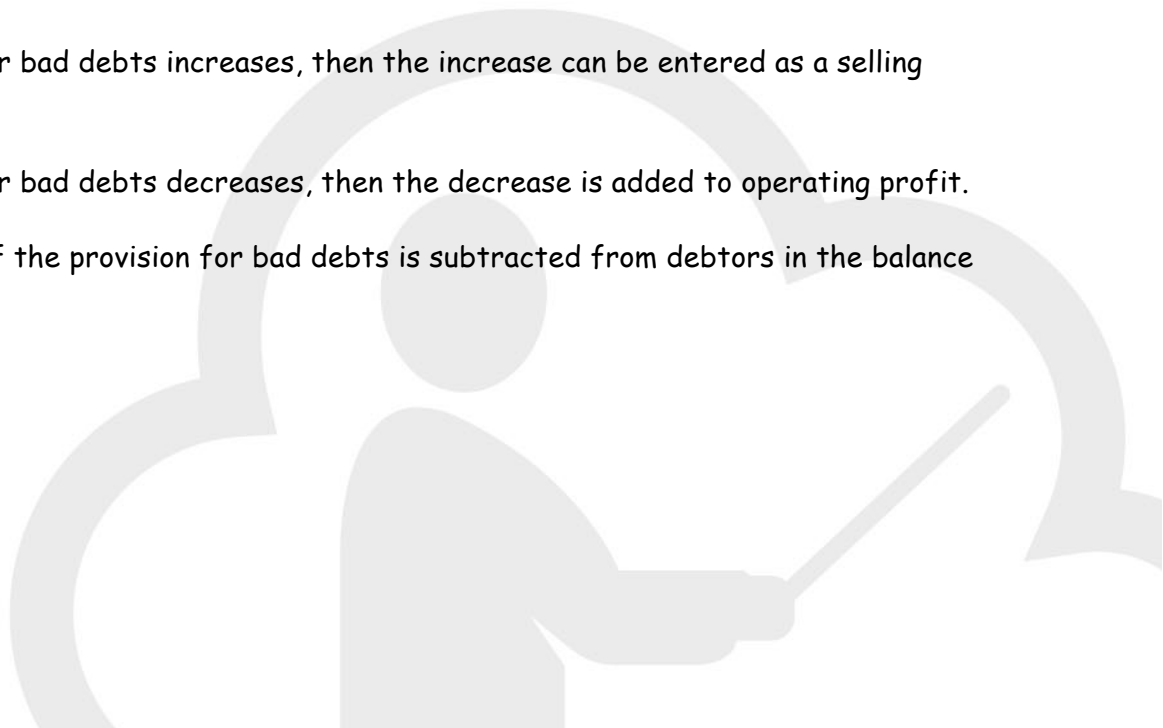 r bad debts increases, then the increase can be entered as a selling
r bad debts decreases, then the decrease is added to operating profit.
f the provision for bad debts is subtracted from debtors in the balance